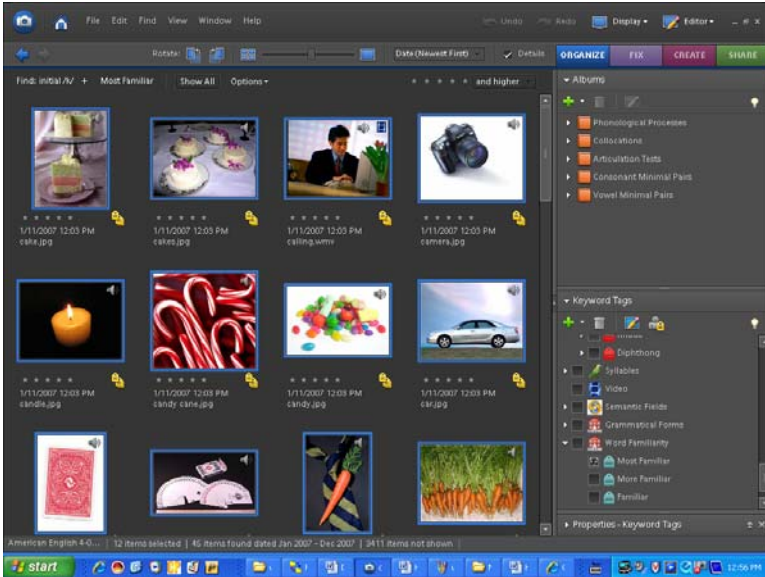 File Edit Find View Window Help
Undo Redo Display Editor
Rotate: Date (Newest First) Details ORGANIZE FIX CREATE SHARE
Find: initial /k/ + Most Familiar Show All Options and higher
Albums
Phonological Processes
Collocations
Articulation Tests
Consonant Minimal Pairs
Vowel Minimal Pairs
1/11/2007 12:03 PM 1/11/2007 12:03 PM 1/11/2007 12:03 PM 1/11/2007 12:03 PM
cake.jpg cakes.jpg calling.wmv camera.jpg
Keyword Tags
Diphthong
Syllables
Video
Semantic Fields
Grammatical Forms
Word Familiarity
Most Familiar
More Familiar
Familiar
1/11/2007 12:03 PM 1/11/2007 12:03 PM 1/11/2007 12:03 PM 1/11/2007 12:03 PM
candle.jpg candy cane.jpg candy.jpg car.jpg
Properties - Keyword Tags
American English 4-0... | 12 items selected | 45 items found dated Jan 2007 - Dec 2007 | 3411 items not shown
start 12:56 PM